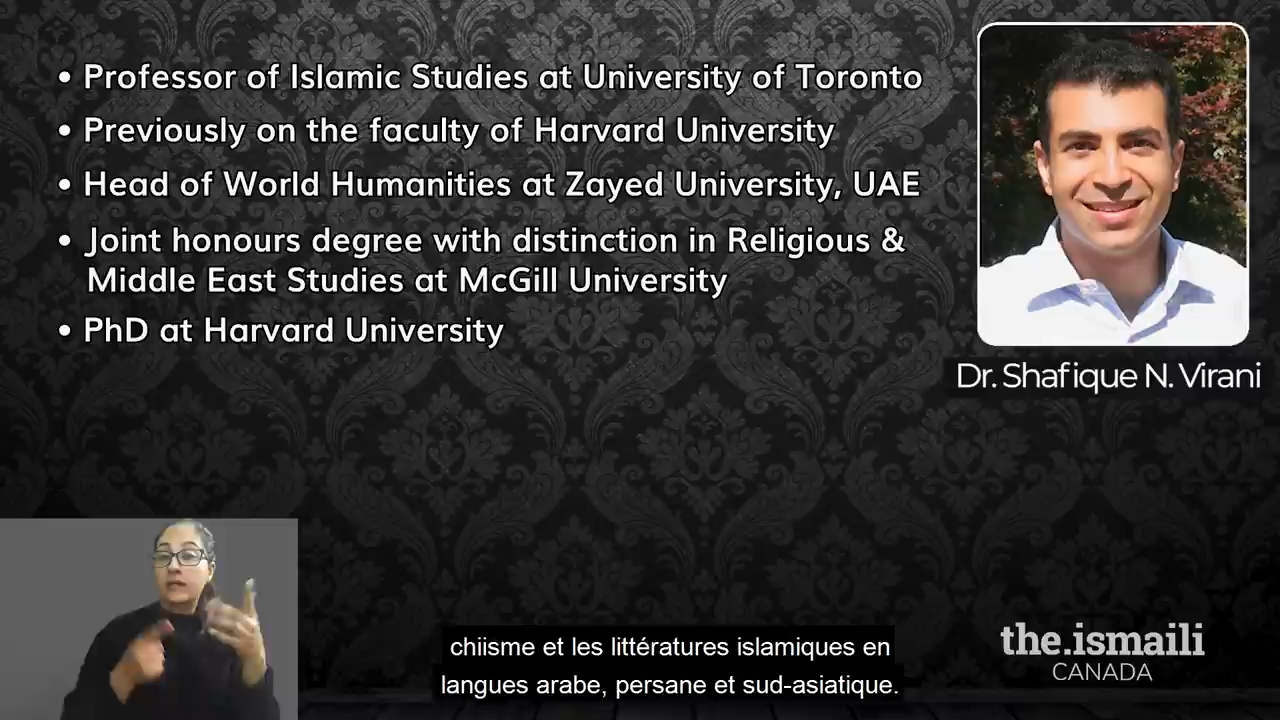 • Professor of Islamic Studies at University of Toronto
• Previously on the faculty of Harvard University
• Head of World Humanities at Zayed University, UAE
• Joint honours degree with distinction in Religious &
Middle East Studies at McGill University
• PhD at Harvard University
Dr. Shafique N. Virani
the.ismaili
CANADA
chiisme et les littératures islamiques en
langues arabe, persane et sud-asiatique.